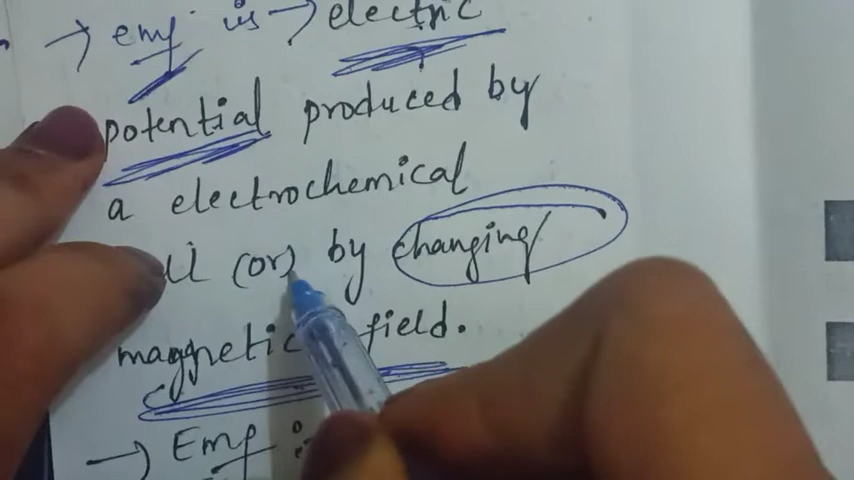 → emf is → electric
potential produced by
a electrochemical
(or) by changing
magnetic field.
→ Emf